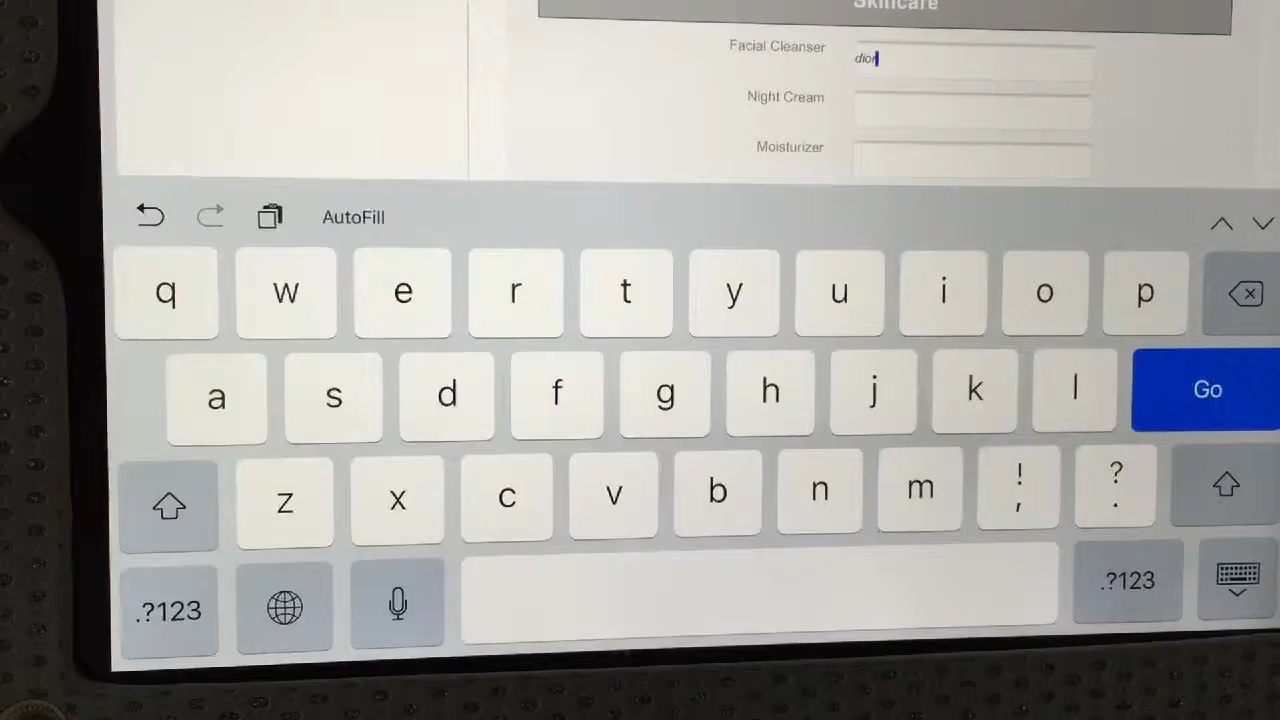 Skincare
Facial Cleanser
dior
Night Cream
Moisturizer
AutoFill
q w e r t y u i o p
a s d f g h j k l Go
z x c v b n m ! , ? .
.?123 .?123